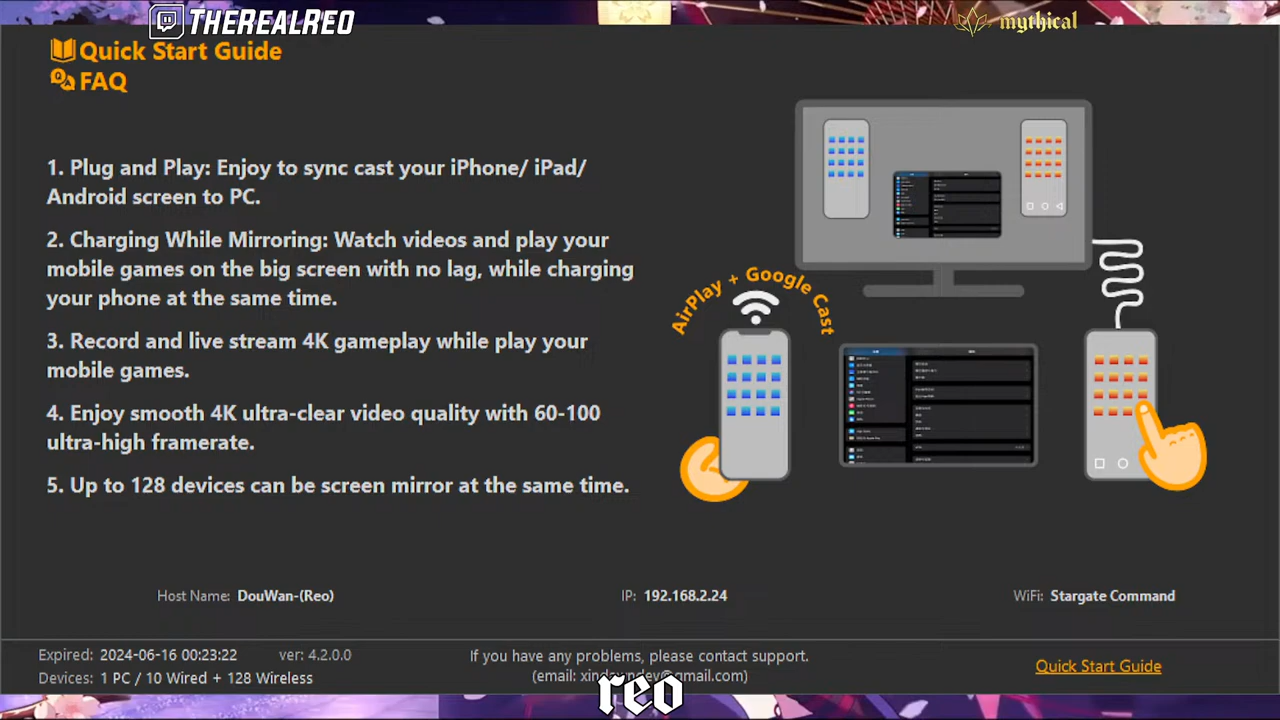 THEREALREO
mythical
Quick Start Guide
FAQ
1. Plug and Play: Enjoy to sync cast your iPhone/ iPad/
Android screen to PC.
2. Charging While Mirroring: Watch videos and play your
mobile games on the big screen with no lag, while charging
your phone at the same time.
3. Record and live stream 4K gameplay while play your
mobile games.
4. Enjoy smooth 4K ultra-clear video quality with 60-100
ultra-high framerate.
5. Up to 128 devices can be screen mirror at the same time.
AirPlay + Google Cast
Host Name: DouWan-(Reo)
IP: 192.168.2.24
WiFi: Stargate Command
Expired: 2024-06-16 00:23:22 ver: 4.2.0.0
Devices: 1 PC / 10 Wired + 128 Wireless
If you have any problems, please contact support.
(email:
Quick Start Guide
reo